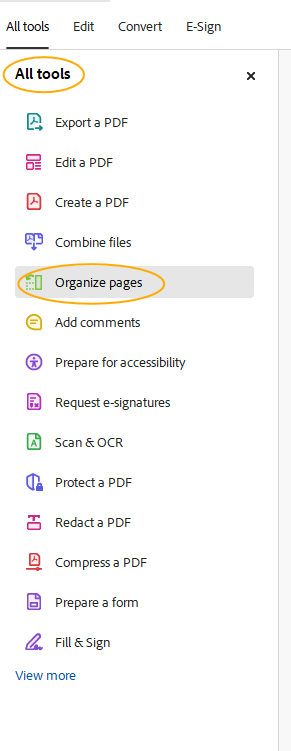 All tools Edit Convert E-Sign
All tools
Export a PDF
Edit a PDF
Create a PDF
Combine files
Organize pages
Add comments
Prepare for accessibility
Request e-signatures
Scan & OCR
Protect a PDF
Redact a PDF
Compress a PDF
Prepare a form
Fill & Sign
View more